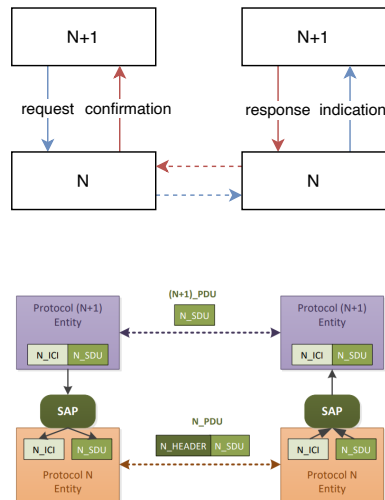 N+1
N+1
request
confirmation
response
indication
N
N
(N+1)_PDU
N_SDU
Protocol (N+1)
Entity
Protocol (N+1)
Entity
N_ICI
N_SDU
N_ICI
N_SDU
SAP
SAP
N_PDU
N_HEADER
N_SDU
N_ICI
N_SDU
N_ICI
N_SDU
Protocol N
Entity
Protocol N
Entity